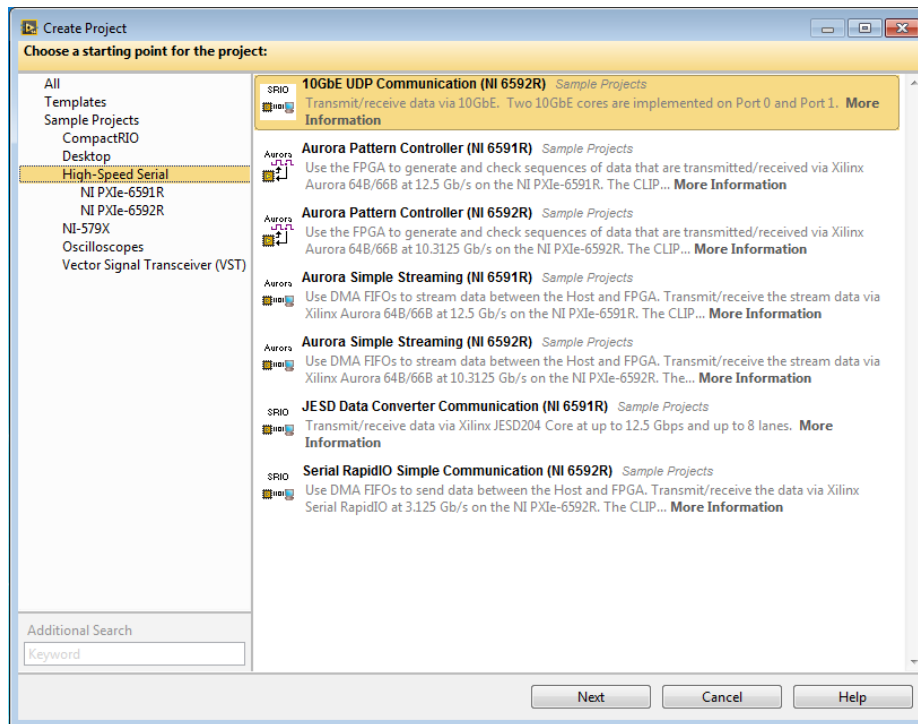 Create Project
Choose a starting point for the project:
All
Templates
Sample Projects
CompactRIO
Desktop
High-Speed Serial
NI PXIe-6591R
NI PXIe-6592R
NI-579X
Oscilloscopes
Vector Signal Transceiver (VST)
Additional Search
Keyword
SRIO
10GbE UDP Communication (NI 6592R) Sample Projects
Transmit/receive data via 10GbE. Two 10GbE cores are implemented on Port 0 and Port 1. More
Information
Aurora
Aurora Pattern Controller (NI 6591R) Sample Projects
Use the FPGA to generate and check sequences of data that are transmitted/received via Xilinx
Aurora 64B/66B at 12.5 Gb/s on the NI PXIe-6591R. The CLIP... More Information
Aurora
Aurora Pattern Controller (NI 6592R) Sample Projects
Use the FPGA to generate and check sequences of data that are transmitted/received via Xilinx
Aurora 64B/66B at 10.3125 Gb/s on the NI PXIe-6592R. The CLIP... More Information
Aurora
Aurora Simple Streaming (NI 6591R) Sample Projects
Use DMA FIFOs to stream data between the Host and FPGA. Transmit/receive the stream data via
Xilinx Aurora 64B/66B at 12.5 Gb/s on the NI PXIe-6591R. The CLIP... More Information
Aurora
Aurora Simple Streaming (NI 6592R) Sample Projects
Use DMA FIFOs to stream data between the Host and FPGA. Transmit/receive the stream data via
Xilinx Aurora 64B/66B at 10.3125 Gb/s on the NI PXIe-6592R. The... More Information
SRIO
JESD Data Converter Communication (NI 6591R) Sample Projects
Transmit/receive data via Xilinx JESD204 Core at up to 12.5 Gbps and up to 8 lanes. More
Information
SRIO
Serial RapidIO Simple Communication (NI 6592R) Sample Projects
Use DMA FIFOs to send data between the Host and FPGA. Transmit/receive the data via Xilinx
Serial RapidIO at 3.125 Gb/s on the NI PXIe-6592R. The CLIP... More Information
Next
Cancel
Help